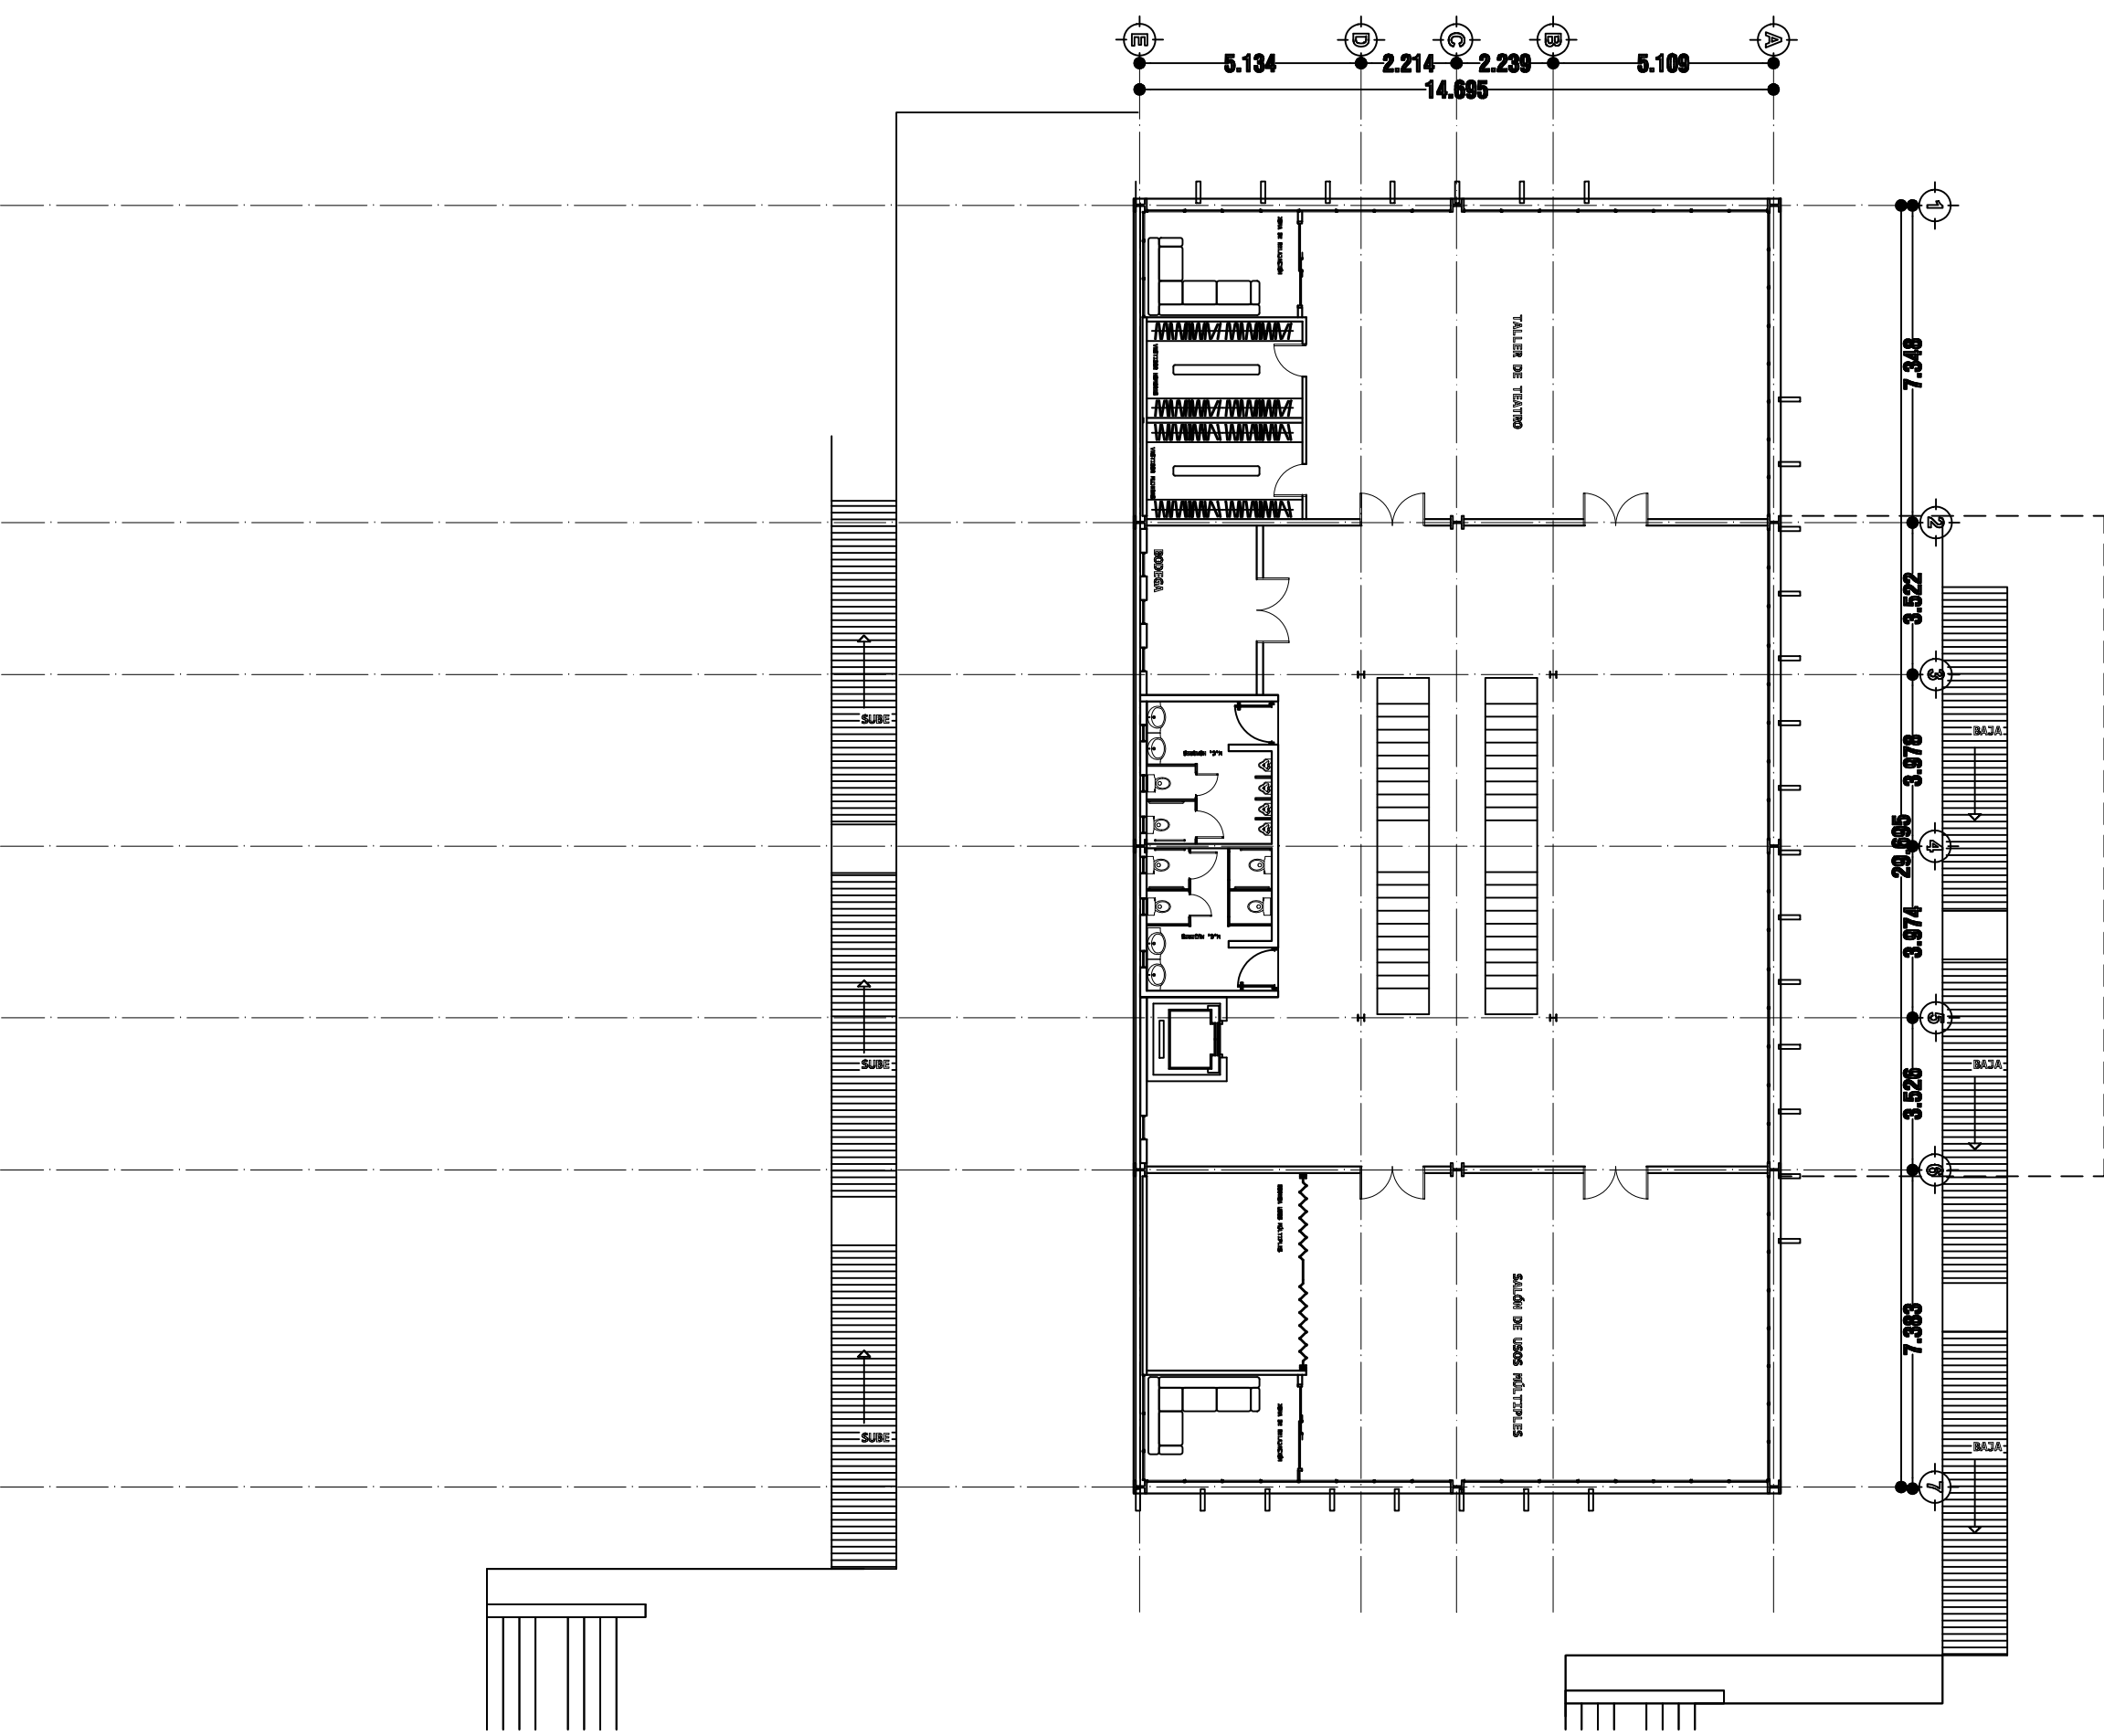 E
D
C
B
A
5.134
2.214
2.239
5.109
14.695
1
2
3
4
5
6
7
7.348
3.522
3.978
3.974
3.526
7.383
29.695
TALLER DE TEATRO
BODEGA
SALÓN DE USOS MÚLTIPLES
SUBE
SUBE
SUBE
BAJA
BAJA
BAJA